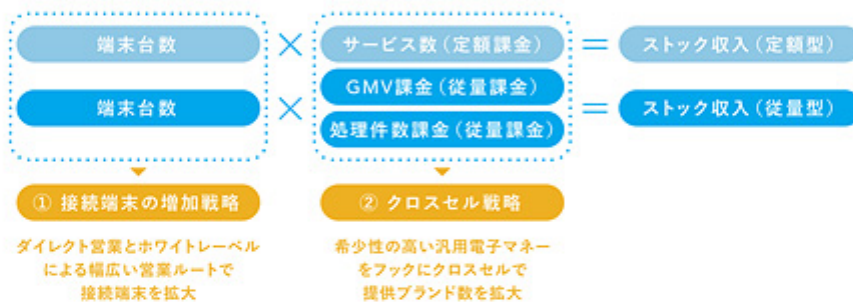 端末台数 × サービス数（定額課金） = ストック収入（定額型）
GMV課金（従量課金）
端末台数 × = ストック収入（従量型）
処理件数課金（従量課金）
① 接続端末の増加戦略
② クロスセル戦略
ダイレクト営業とホワイトレーベル
による幅広い営業ルートで
接続端末を拡大
希少性の高い汎用電子マネー
をフックにクロスセルで
提供ブランド数を拡大